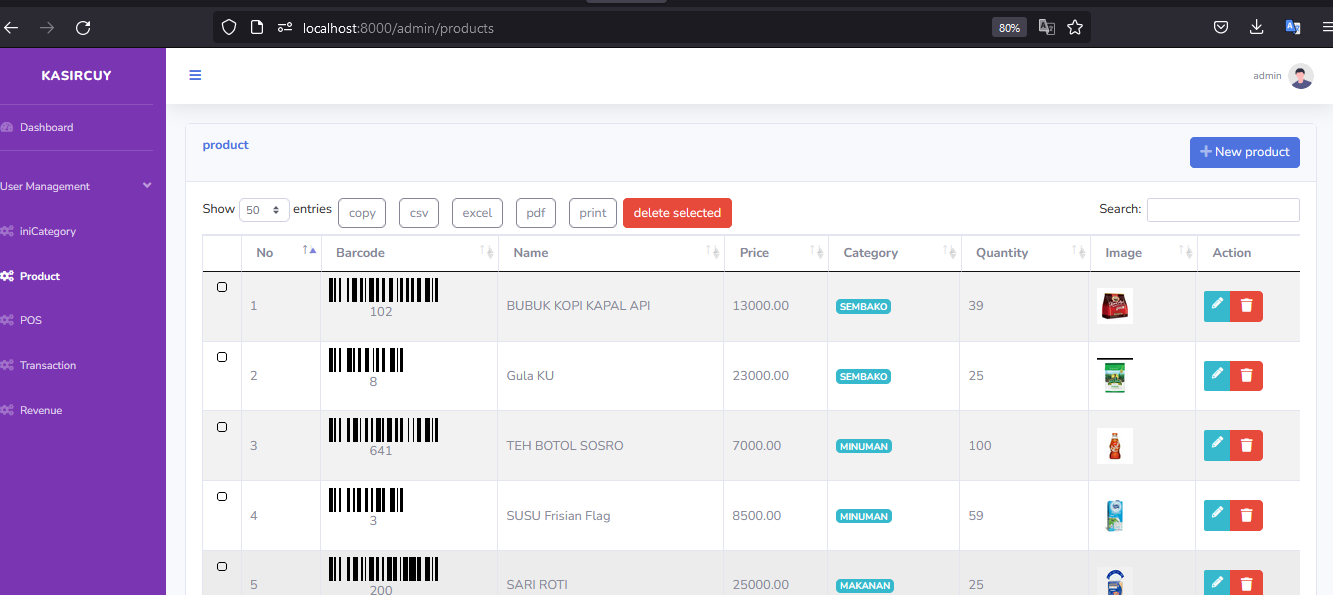 localhost:8000/admin/products
80%
KASIRCUY
admin
Dashboard
User Management
iniCategory
Product
POS
Transaction
Revenue
product
New product
Show 50 entries copy csv excel pdf print delete selected Search:
No Barcode Name Price Category Quantity Image Action
1 102 BUBUK KOPI KAPAL API 13000.00 SEMBAKO 39
2 8 Gula KU 23000.00 SEMBAKO 25
3 641 TEH BOTOL SOSRO 7000.00 MINUMAN 100
4 3 SUSU Frisian Flag 8500.00 MINUMAN 59
5 200 SARI ROTI 25000.00 MAKANAN 25